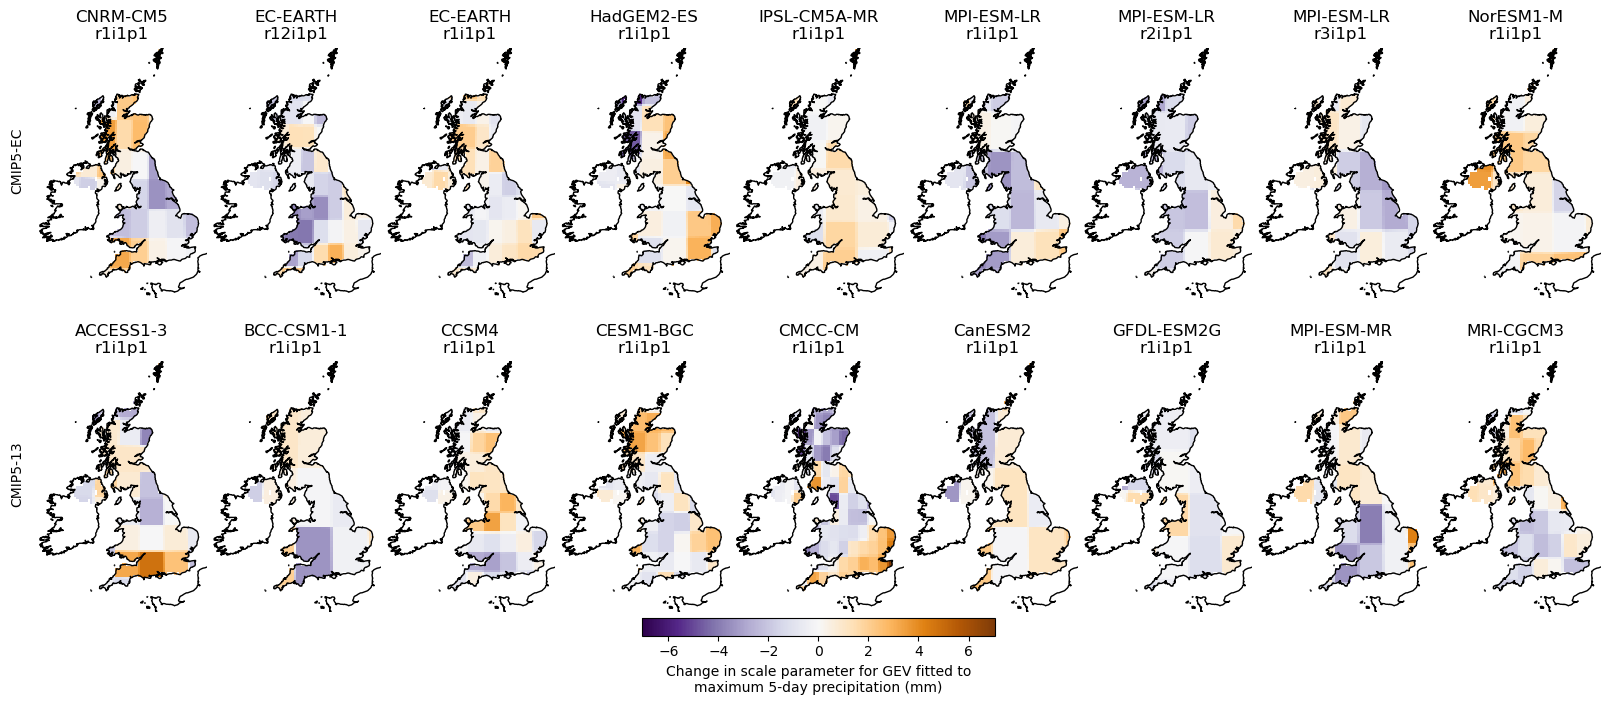 CNRM-CM5 EC-EARTH EC-EARTH HadGEM2-ES IPSL-CM5A-MR MPI-ESM-LR MPI-ESM-LR MPI-ESM-LR NorESM1-M
r1i1p1 r12i1p1 r1i1p1 r1i1p1 r1i1p1 r1i1p1 r2i1p1 r3i1p1 r1i1p1
CMIP5-EC
ACCESS1-3 BCC-CSM1-1 CCSM4 CESM1-BGC CMCC-CM CanESM2 GFDL-ESM2G MPI-ESM-MR MRI-CGCM3
r1i1p1 r1i1p1 r1i1p1 r1i1p1 r1i1p1 r1i1p1 r1i1p1 r1i1p1 r1i1p1
CMIP5-13
−6 −4 −2 0 2 4 6
Change in scale parameter for GEV fitted to
maximum 5-day precipitation (mm)